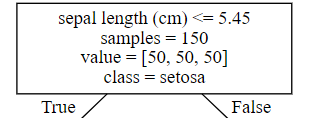 sepal length (cm) <= 5.45
samples = 150
value = [50, 50, 50]
class = setosa
True False